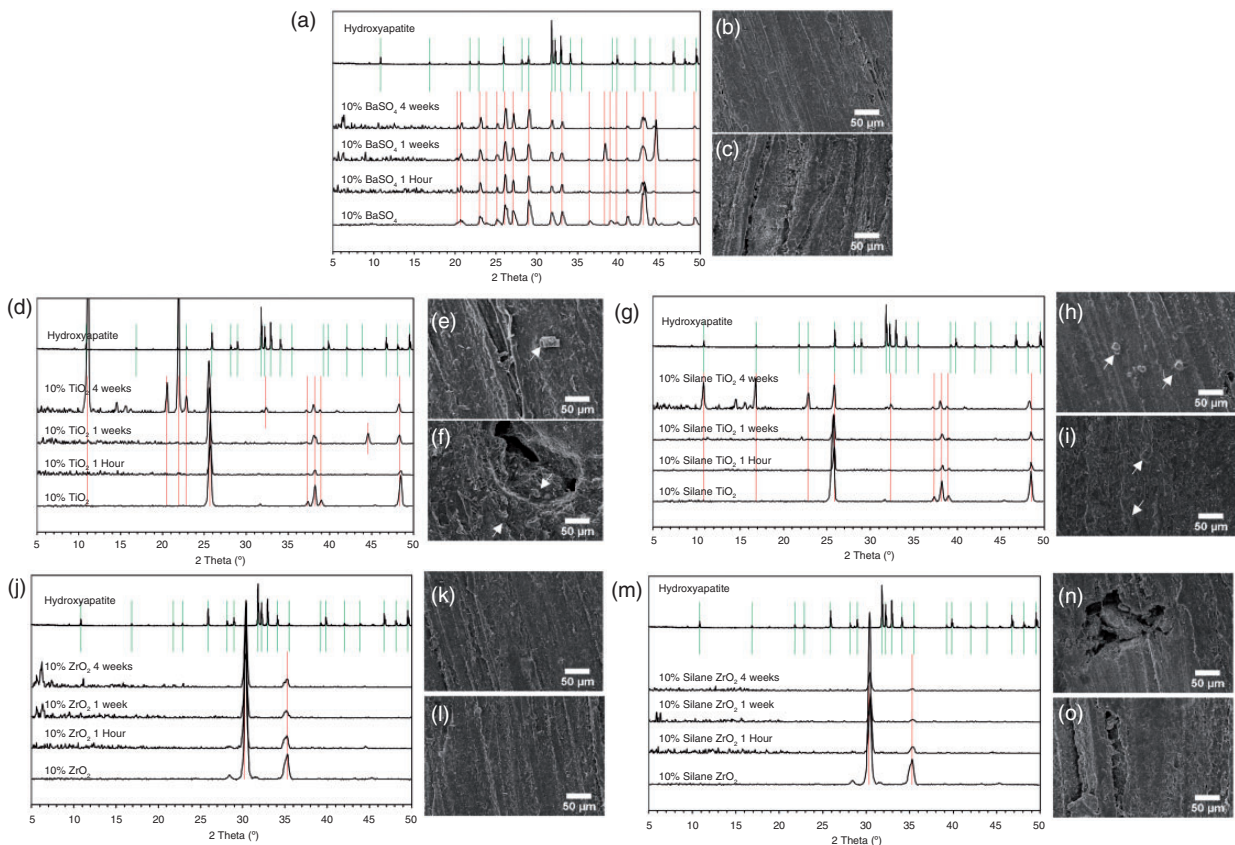 (a)
Hydroxyapatite
10% BaSO₄ 4 weeks
10% BaSO₄ 1 weeks
10% BaSO₄ 1 Hour
10% BaSO₄
5 10 15 20 25 30 35 40 45 50
2 Theta (º)
(b)
50 µm
(c)
50 µm
(d)
Hydroxyapatite
10% TiO₂ 4 weeks
10% TiO₂ 1 weeks
10% TiO₂ 1 Hour
10% TiO₂
5 10 15 20 25 30 35 40 45 50
2 Theta (º)
(e)
50 µm
(f)
50 µm
(g)
Hydroxyapatite
10% Silane TiO₂ 4 weeks
10% Silane TiO₂ 1 weeks
10% Silane TiO₂ 1 Hour
10% Silane TiO₂
5 10 15 20 25 30 35 40 45 50
2 Theta (º)
(h)
50 µm
(i)
50 µm
(j)
Hydroxyapatite
10% ZrO₂ 4 weeks
10% ZrO₂ 1 week
10% ZrO₂ 1 Hour
10% ZrO₂
5 10 15 20 25 30 35 40 45 50
2 Theta (º)
(k)
50 µm
(l)
50 µm
(m)
Hydroxyapatite
10% Silane ZrO₂ 4 weeks
10% Silane ZrO₂ 1 week
10% Silane ZrO₂ 1 Hour
10% Silane ZrO₂
5 10 15 20 25 30 35 40 45 50
2 Theta (º)
(n)
50 µm
(o)
50 µm